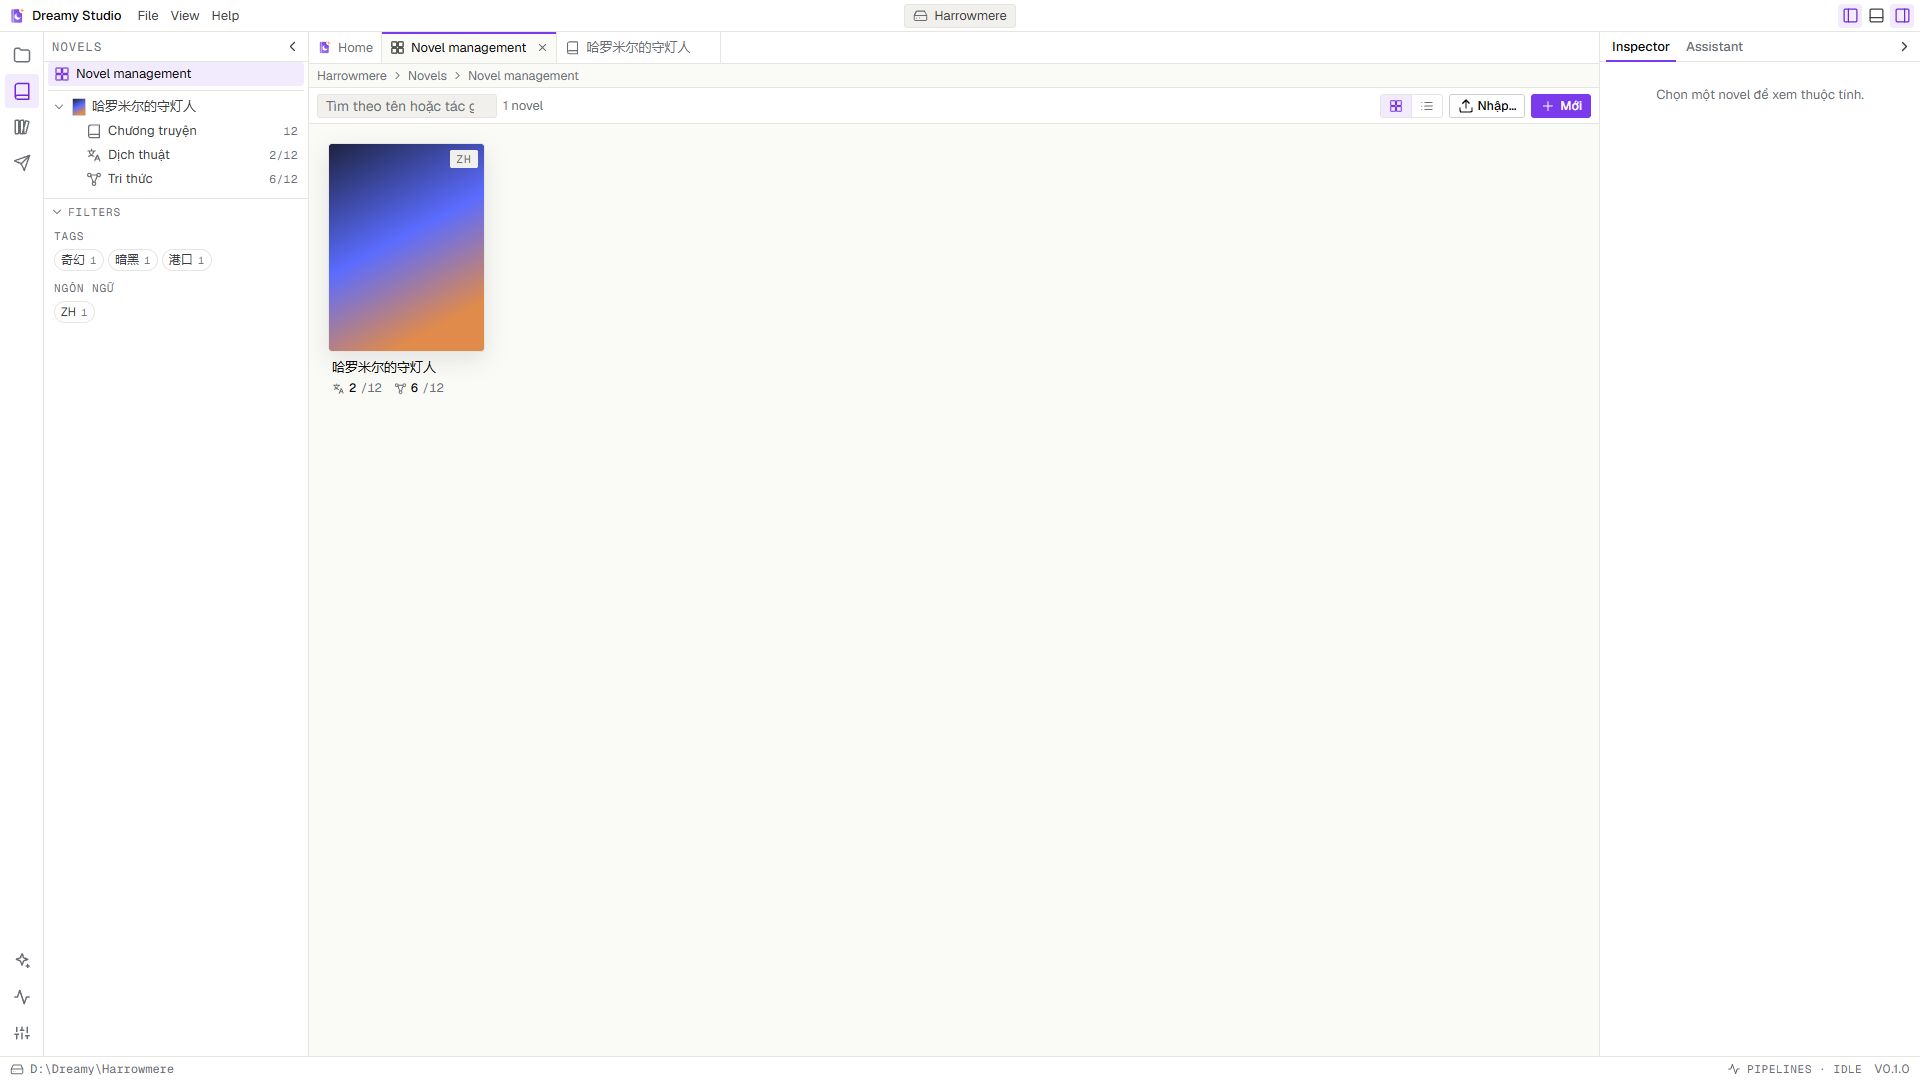 Dreamy Studio File View Help
Harrowmere
NOVELS
Novel management
哈罗米尔的守灯人
Chương truyện 12
Dịch thuật 2/12
Tri thức 6/12
FILTERS
TAGS
奇幻 1 暗黑 1 港口 1
NGÔN NGỮ
ZH 1
Home Novel management 哈罗米尔的守灯人
Harrowmere > Novels > Novel management
Tìm theo tên hoặc tác g 1 novel
Nhập… Mới
ZH
哈罗米尔的守灯人
2 /12 6 /12
Inspector Assistant
Chọn một novel để xem thuộc tính.
D:\Dreamy\Harrowmere
PIPELINES · IDLE V0.1.0